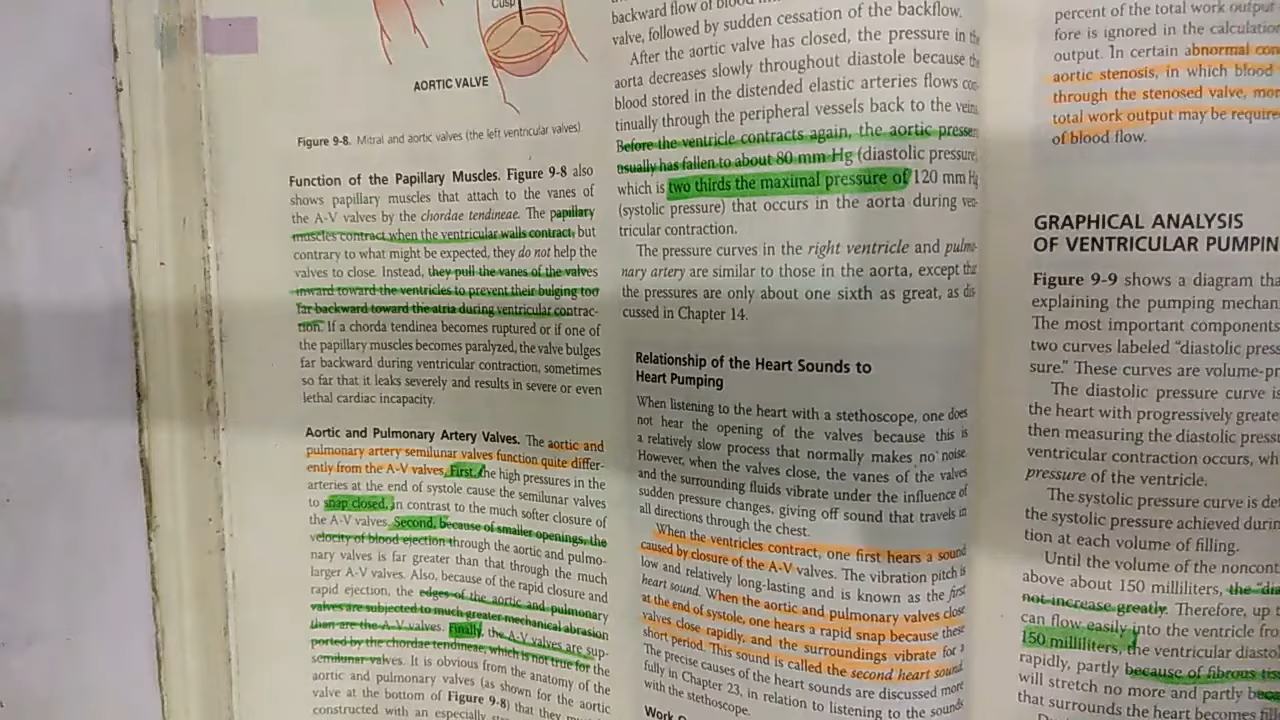 Cusp
AORTIC VALVE
Figure 9-8. Mitral and aortic valves (the left ventricular valves).
Function of the Papillary Muscles. Figure 9-8 also
shows papillary muscles that attach to the vanes of
the A-V valves by the chordae tendineae. The papillary
muscles contract when the ventricular walls contract, but
contrary to what might be expected, they do not help the
valves to close. Instead, they pull the vanes of the valves
inward toward the ventricles to prevent their bulging too
far backward toward the atria during ventricular contrac-
tion. If a chorda tendinea becomes ruptured or if one of
the papillary muscles becomes paralyzed, the valve bulges
far backward during ventricular contraction, sometimes
so far that it leaks severely and results in severe or even
lethal cardiac incapacity.
Aortic and Pulmonary Artery Valves. The aortic and
pulmonary artery semilunar valves function quite differ-
ently from the A-V valves. First, the high pressures in the
arteries at the end of systole cause the semilunar valves
to snap closed, in contrast to the much softer closure of
the A-V valves. Second, because of smaller openings, the
velocity of blood ejection through the aortic and pulmo-
nary valves is far greater than that through the much
larger A-V valves. Also, because of the rapid closure and
rapid ejection, the edges of the aortic and pulmonary
valves are subjected to much greater mechanical abrasion
than are the A-V valves. Finally, the A-V valves are sup-
ported by the chordae tendineae, which is not true for the
semilunar valves. It is obvious from the anatomy of the
aortic and pulmonary valves (as shown for the aortic
valve at the bottom of Figure 9-8) that they
constructed with an especially
backward flow of blood
valve, followed by sudden cessation of the backflow.
After the aortic valve has closed, the pressure in the
aorta decreases slowly throughout diastole because the
blood stored in the distended elastic arteries flows con-
tinually through the peripheral vessels back to the veins.
Before the ventricle contracts again, the aortic pressure
usually has fallen to about 80 mm Hg (diastolic pressure),
which is two thirds the maximal pressure of 120 mm Hg
(systolic pressure) that occurs in the aorta during ven-
tricular contraction.
The pressure curves in the right ventricle and pulmo-
nary artery are similar to those in the aorta, except that
the pressures are only about one sixth as great, as dis-
cussed in Chapter 14.
Relationship of the Heart Sounds to
Heart Pumping
When listening to the heart with a stethoscope, one does
not hear the opening of the valves because this is
a relatively slow process that normally makes no noise.
However, when the valves close, the vanes of the valves
and the surrounding fluids vibrate under the influence of
sudden pressure changes, giving off sound that travels in
all directions through the chest.
When the ventricles contract, one first hears a sound
caused by closure of the A-V valves. The vibration pitch is
low and relatively long-lasting and is known as the first
heart sound. When the aortic and pulmonary valves close
at the end of systole, one hears a rapid snap because these
valves close rapidly, and the surroundings vibrate for a
short period. This sound is called the second heart sound.
The precise causes of the heart sounds are discussed more
fully in Chapter 23, in relation to listening to the sounds
with the stethoscope.
Work
percent of the total work output
fore is ignored in the calculation
output. In certain abnormal con
aortic stenosis, in which blood
through the stenosed valve, mor
total work output may be require
of blood flow.
GRAPHICAL ANALYSIS
OF VENTRICULAR PUMPIN
Figure 9-9 shows a diagram tha
explaining the pumping mechan
The most important components
two curves labeled “diastolic press
sure.” These curves are volume-pr
The diastolic pressure curve is
the heart with progressively greate
then measuring the diastolic press
ventricular contraction occurs, wh
pressure of the ventricle.
The systolic pressure curve is de
the systolic pressure achieved durin
tion at each volume of filling.
Until the volume of the noncont
above about 150 milliliters, the “di
not increase greatly. Therefore, up t
can flow easily into the ventricle fro
150 milliliters, the ventricular diasto
rapidly, partly because of fibrous tis
will stretch no more and partly beca
that surrounds the heart becomes fill